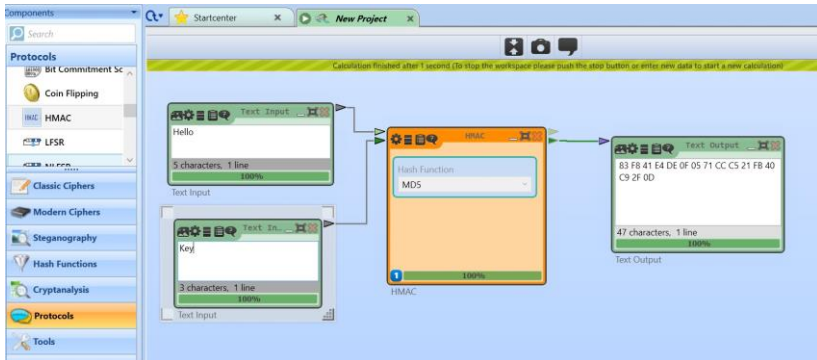 Components
Startcenter
New Project
Search
Protocols
Bit Commitment Sc
Coin Flipping
HMAC HMAC
LFSR
NLFSR
Classic Ciphers
Modern Ciphers
Steganography
Hash Functions
Cryptanalysis
Protocols
Tools
Calculation finished after 1 second (To stop the workspace please push the stop button or enter new data to start a new calculation)
Text Input
Hello
5 characters, 1 line
100%
Text Input
Text In...
Key
3 characters, 1 line
100%
Text Input
HMAC
Hash Function
MD5
1
100%
HMAC
Text Output
83 F8 41 E4 DE 0F 05 71 CC C5 21 FB 40
C9 2F 0D
47 characters, 1 line
100%
Text Output